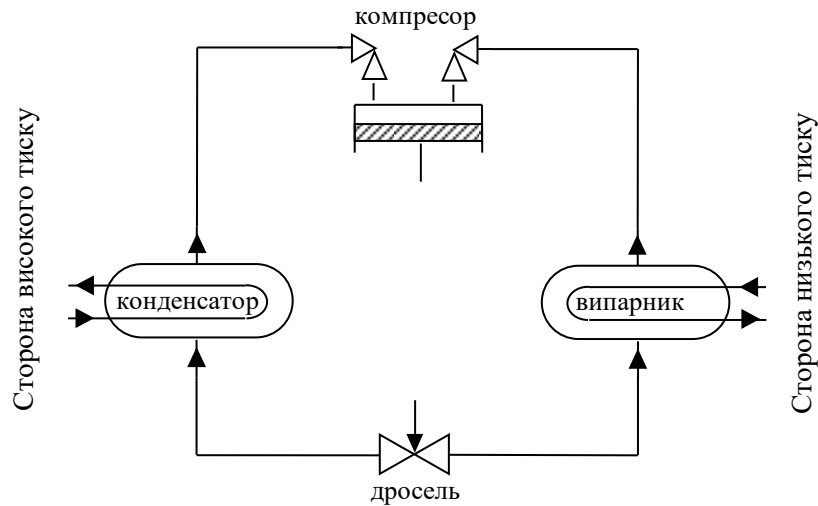 компресор
Сторона високого тиску
конденсатор
випарник
Сторона низького тиску
дросель